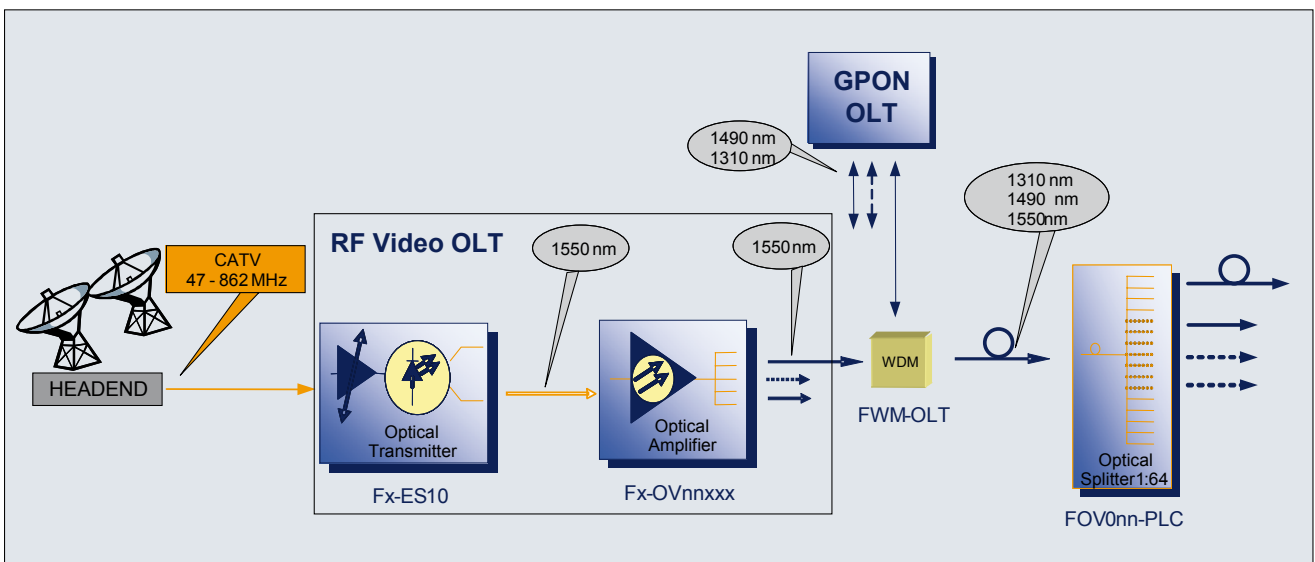 GPON
OLT
1490 nm
1310 nm
1310 nm
1490 nm
1550nm
RF Video OLT
1550 nm
1550 nm
CATV
47 - 862 MHz
HEADEND
WDM
Optical
Transmitter
Optical
Amplifier
FWM-OLT
Optical
Splitter1:64
Fx-ES10
Fx-OVnnxxx
FOV0nn-PLC